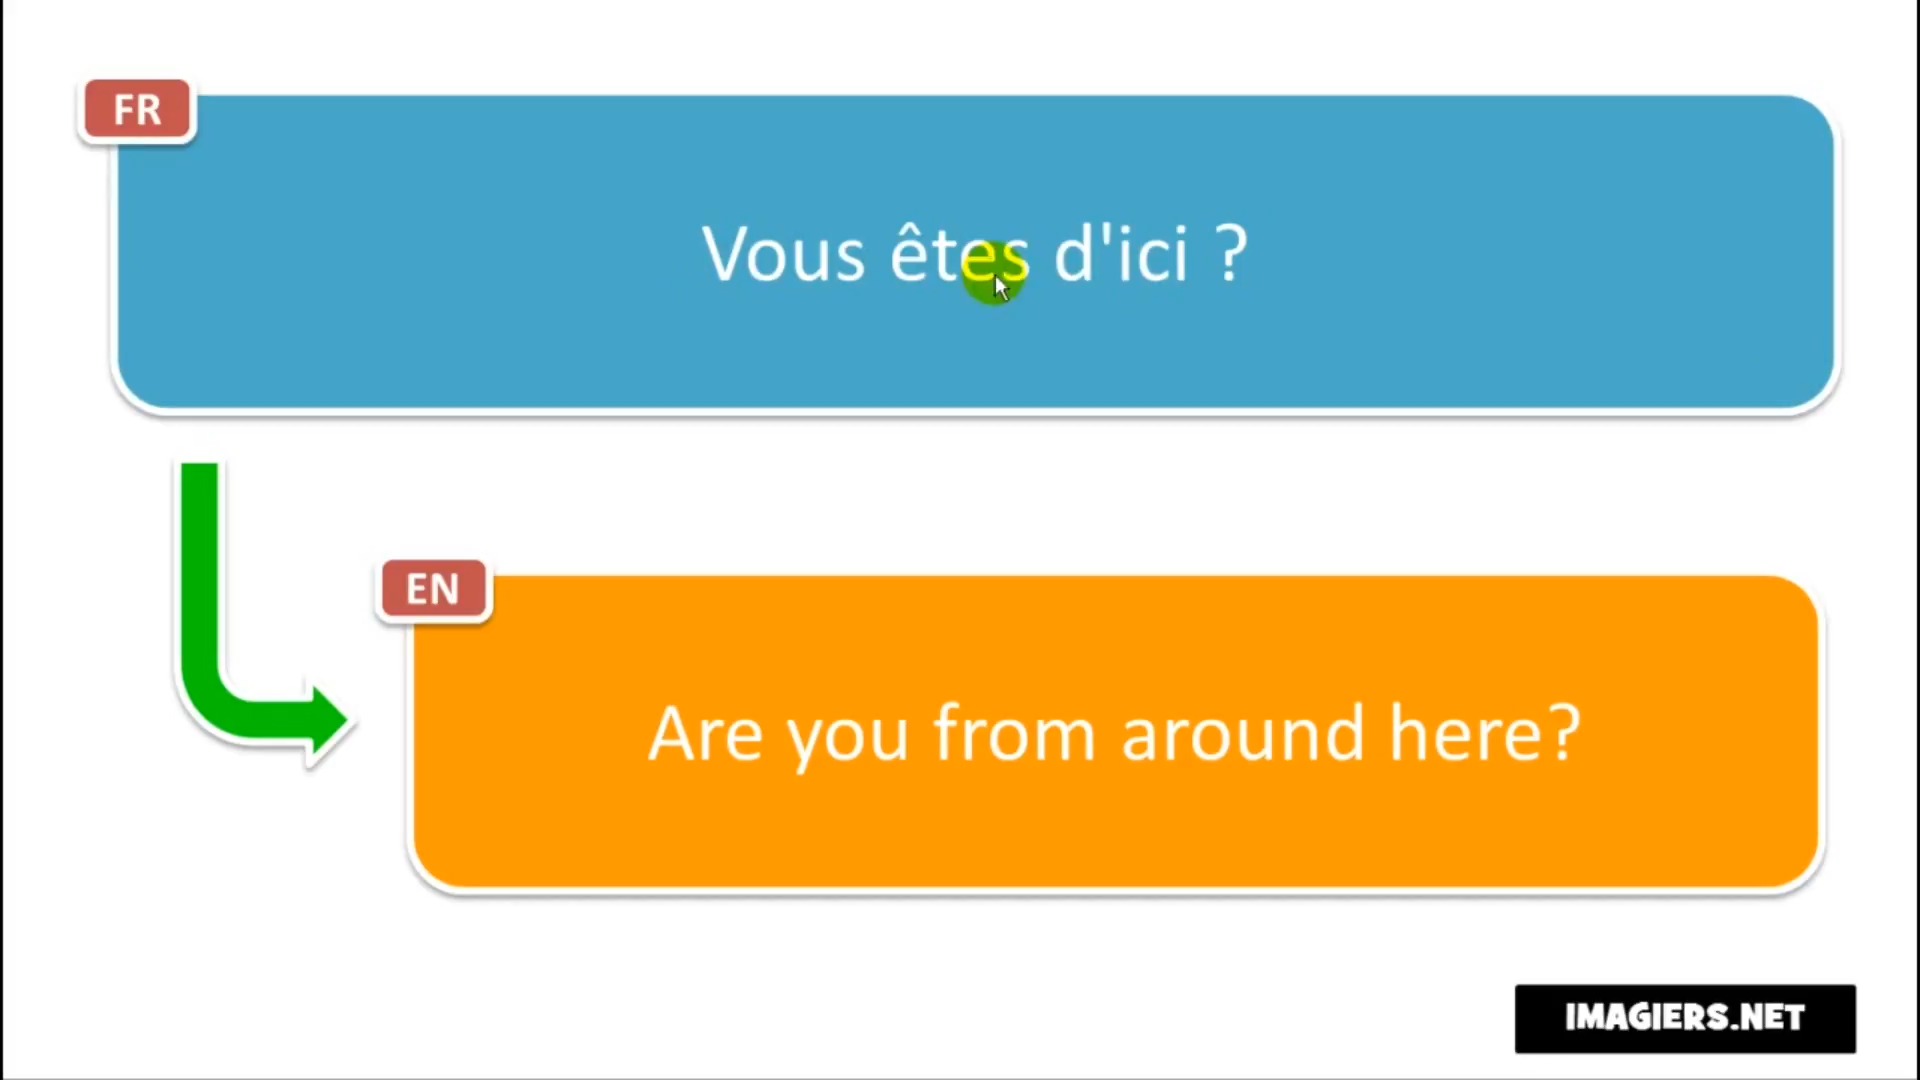 FR
Vous êtes d'ici ?
EN
Are you from around here?
IMAGIERS.NET